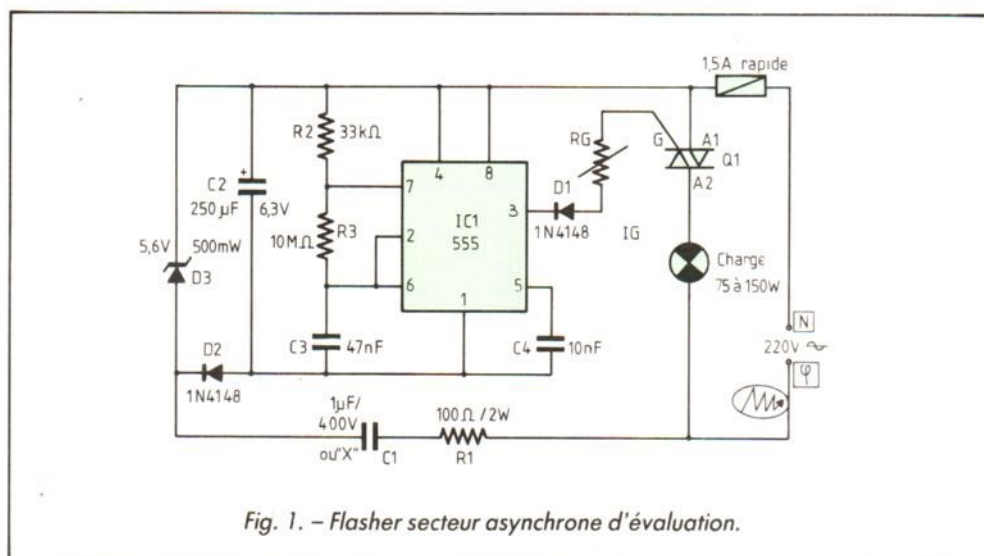 1,5A rapide
R2 33kΩ
RG
G A1
Q1
A2
4 8
C2 +
250µF 6,3V
7
IC1
555
3
D1
1N4148
IG
10MΩ R3
2
5,6V 500mW
D3
6 5
1
Charge
75 à 150W
C3 47nF
C4 10nF
N
220V ~
φ
D2
1N4148
1µF/
400V
ou "X" C1
100Ω / 2W
R1
Fig. 1. – Flasher secteur asynchrone d'évaluation.